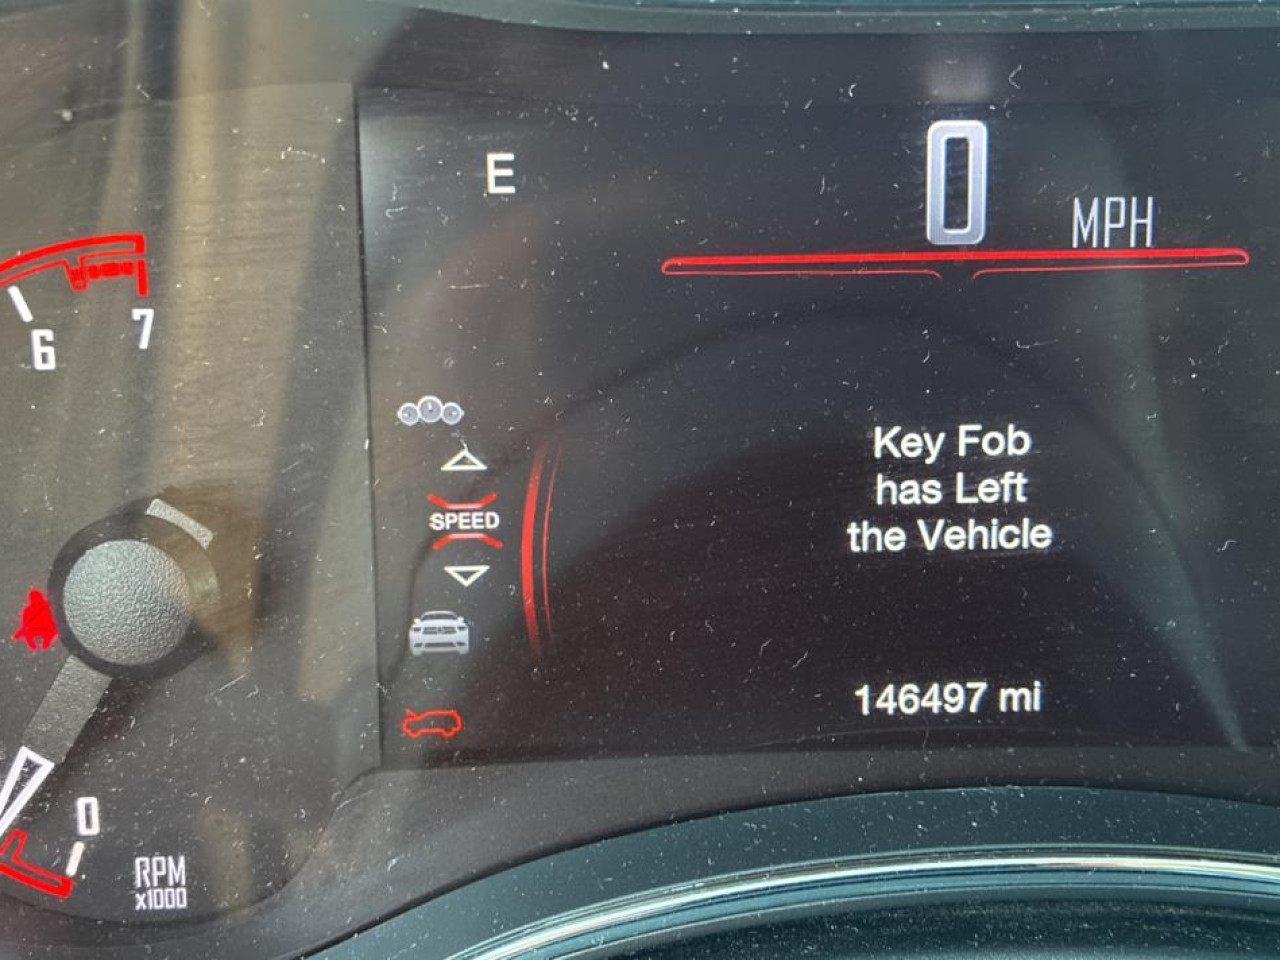 E
0 MPH
6
7
Key Fob
has Left
the Vehicle
SPEED
146497 mi
0
RPM
x1000